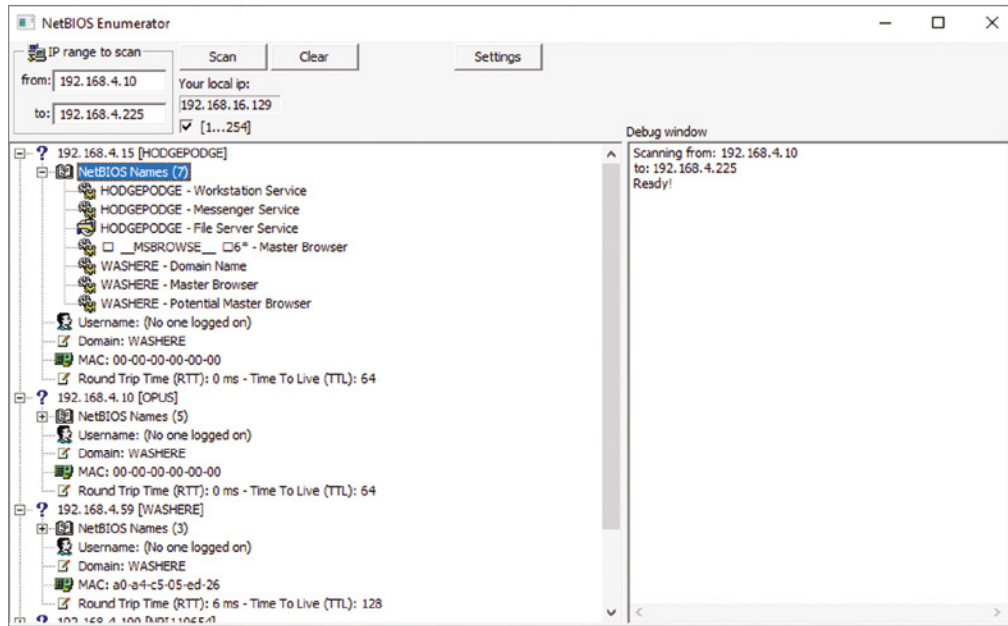 NetBIOS Enumerator
IP range to scan
from: 192.168.4.10
to: 192.168.4.225
Scan
Clear
Settings
Your local ip:
192.168.16.129
[1...254]
Debug window
Scanning from: 192.168.4.10
to: 192.168.4.225
Ready!
? 192.168.4.15 [HODGEPODGE]
NetBIOS Names (7)
HODGEPODGE - Workstation Service
HODGEPODGE - Messenger Service
HODGEPODGE - File Server Service
□ __MSBROWSE__ □6* - Master Browser
WASHERE - Domain Name
WASHERE - Master Browser
WASHERE - Potential Master Browser
Username: (No one logged on)
Domain: WASHERE
MAC: 00-00-00-00-00-00
Round Trip Time (RTT): 0 ms - Time To Live (TTL): 64
? 192.168.4.10 [OPUS]
NetBIOS Names (5)
Username: (No one logged on)
Domain: WASHERE
MAC: 00-00-00-00-00-00
Round Trip Time (RTT): 0 ms - Time To Live (TTL): 64
? 192.168.4.59 [WASHERE]
NetBIOS Names (3)
Username: (No one logged on)
Domain: WASHERE
MAC: a0-a4-c5-05-ed-26
Round Trip Time (RTT): 6 ms - Time To Live (TTL): 128